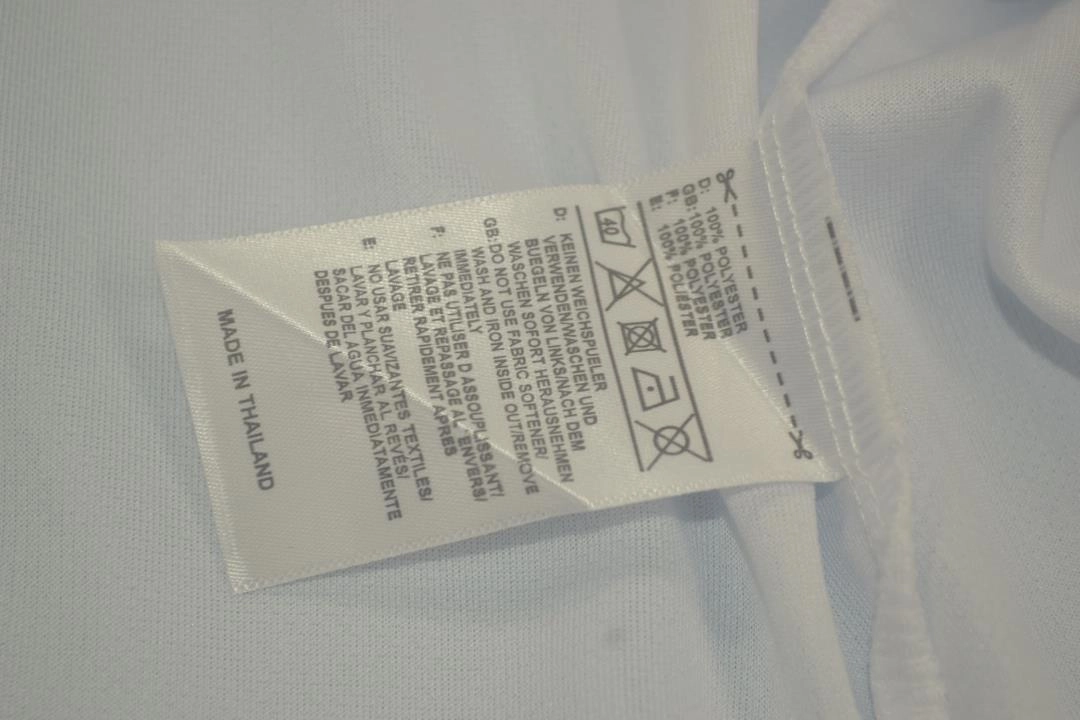 D: 100% POLYESTER
GB: 100% POLYESTER
F: 100% POLYESTER
E: 100% POLIÉSTER
40
D: KEINEN WEICHSPUELER
VERWENDEN/WASCHEN UND
BUEGELN VON LINKS/NACH DEM
WASCHEN SOFORT HERAUSNEHMEN
GB: DO NOT USE FABRIC SOFTENER/
WASH AND IRON INSIDE OUT/REMOVE
IMMEDIATELY
F: NE PAS UTILISER D ASSOUPLISSANT/
LAVAGE ET REPASSAGE AL ENVERS/
RETIRER RAPIDEMENT APRES
LAVAGE
E: NO USAR SUAVIZANTES TEXTILES/
LAVAR Y PLANCHAR AL REVÉS/
SACAR DEL AGUA INMEDIATAMENTE
DESPUES DE LAVAR
MADE IN THAILAND